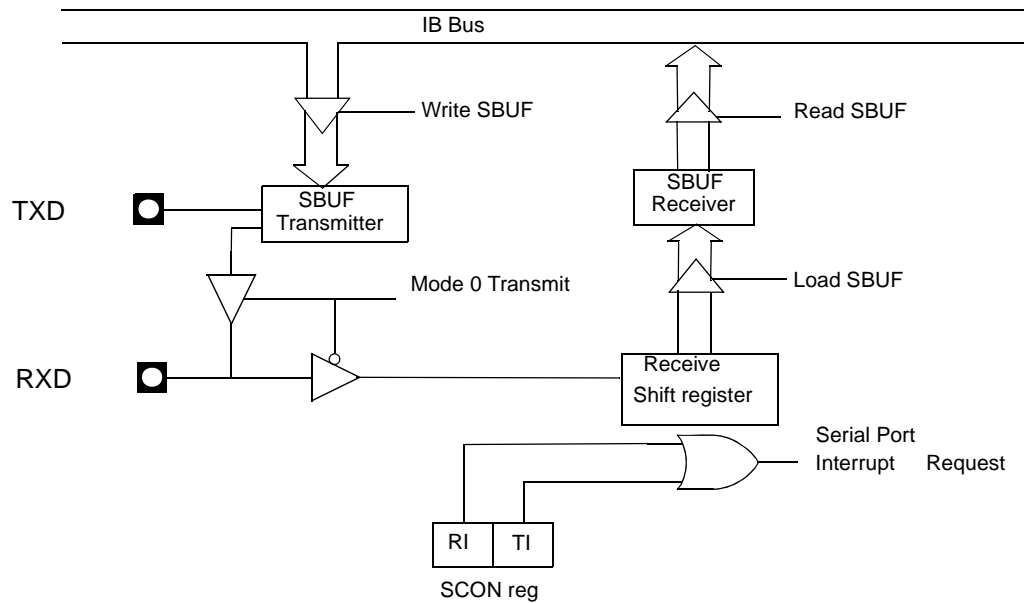 IB Bus
Write SBUF
Read SBUF
TXD
SBUF
Transmitter
SBUF
Receiver
Mode 0 Transmit
Load SBUF
RXD
Receive
Shift register
Serial Port
Interrupt Request
RI
TI
SCON reg